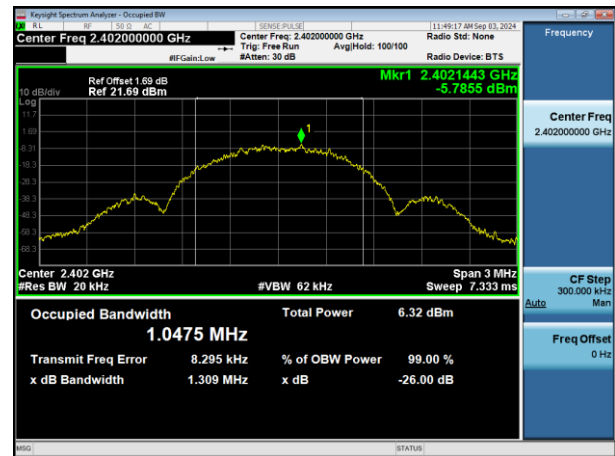 Keysight Spectrum Analyzer - Occupied BW
RL RF 50 Ω AC SENSE:PULSE 11:49:17 AM Sep 03, 2024
Center Freq 2.402000000 GHz
Center Freq: 2.402000000 GHz Radio Std: None
Trig: Free Run Avg|Hold: 100/100
#IFGain:Low #Atten: 30 dB Radio Device: BTS
Ref Offset 1.69 dB
10 dB/div Ref 21.69 dBm
Mkr1 2.4021443 GHz
-5.7855 dBm
Log
11.7
1.69
-8.31
-18.3
-28.3
-38.3
-48.3
-58.3
-68.3
1
Center 2.402 GHz Span 3 MHz
#Res BW 20 kHz #VBW 62 kHz Sweep 7.333 ms
Occupied Bandwidth Total Power 6.32 dBm
1.0475 MHz
Transmit Freq Error 8.295 kHz % of OBW Power 99.00 %
x dB Bandwidth 1.309 MHz x dB -26.00 dB
MSG STATUS
Frequency
Center Freq
2.402000000 GHz
CF Step
300.000 kHz
Auto Man
Freq Offset
0 Hz